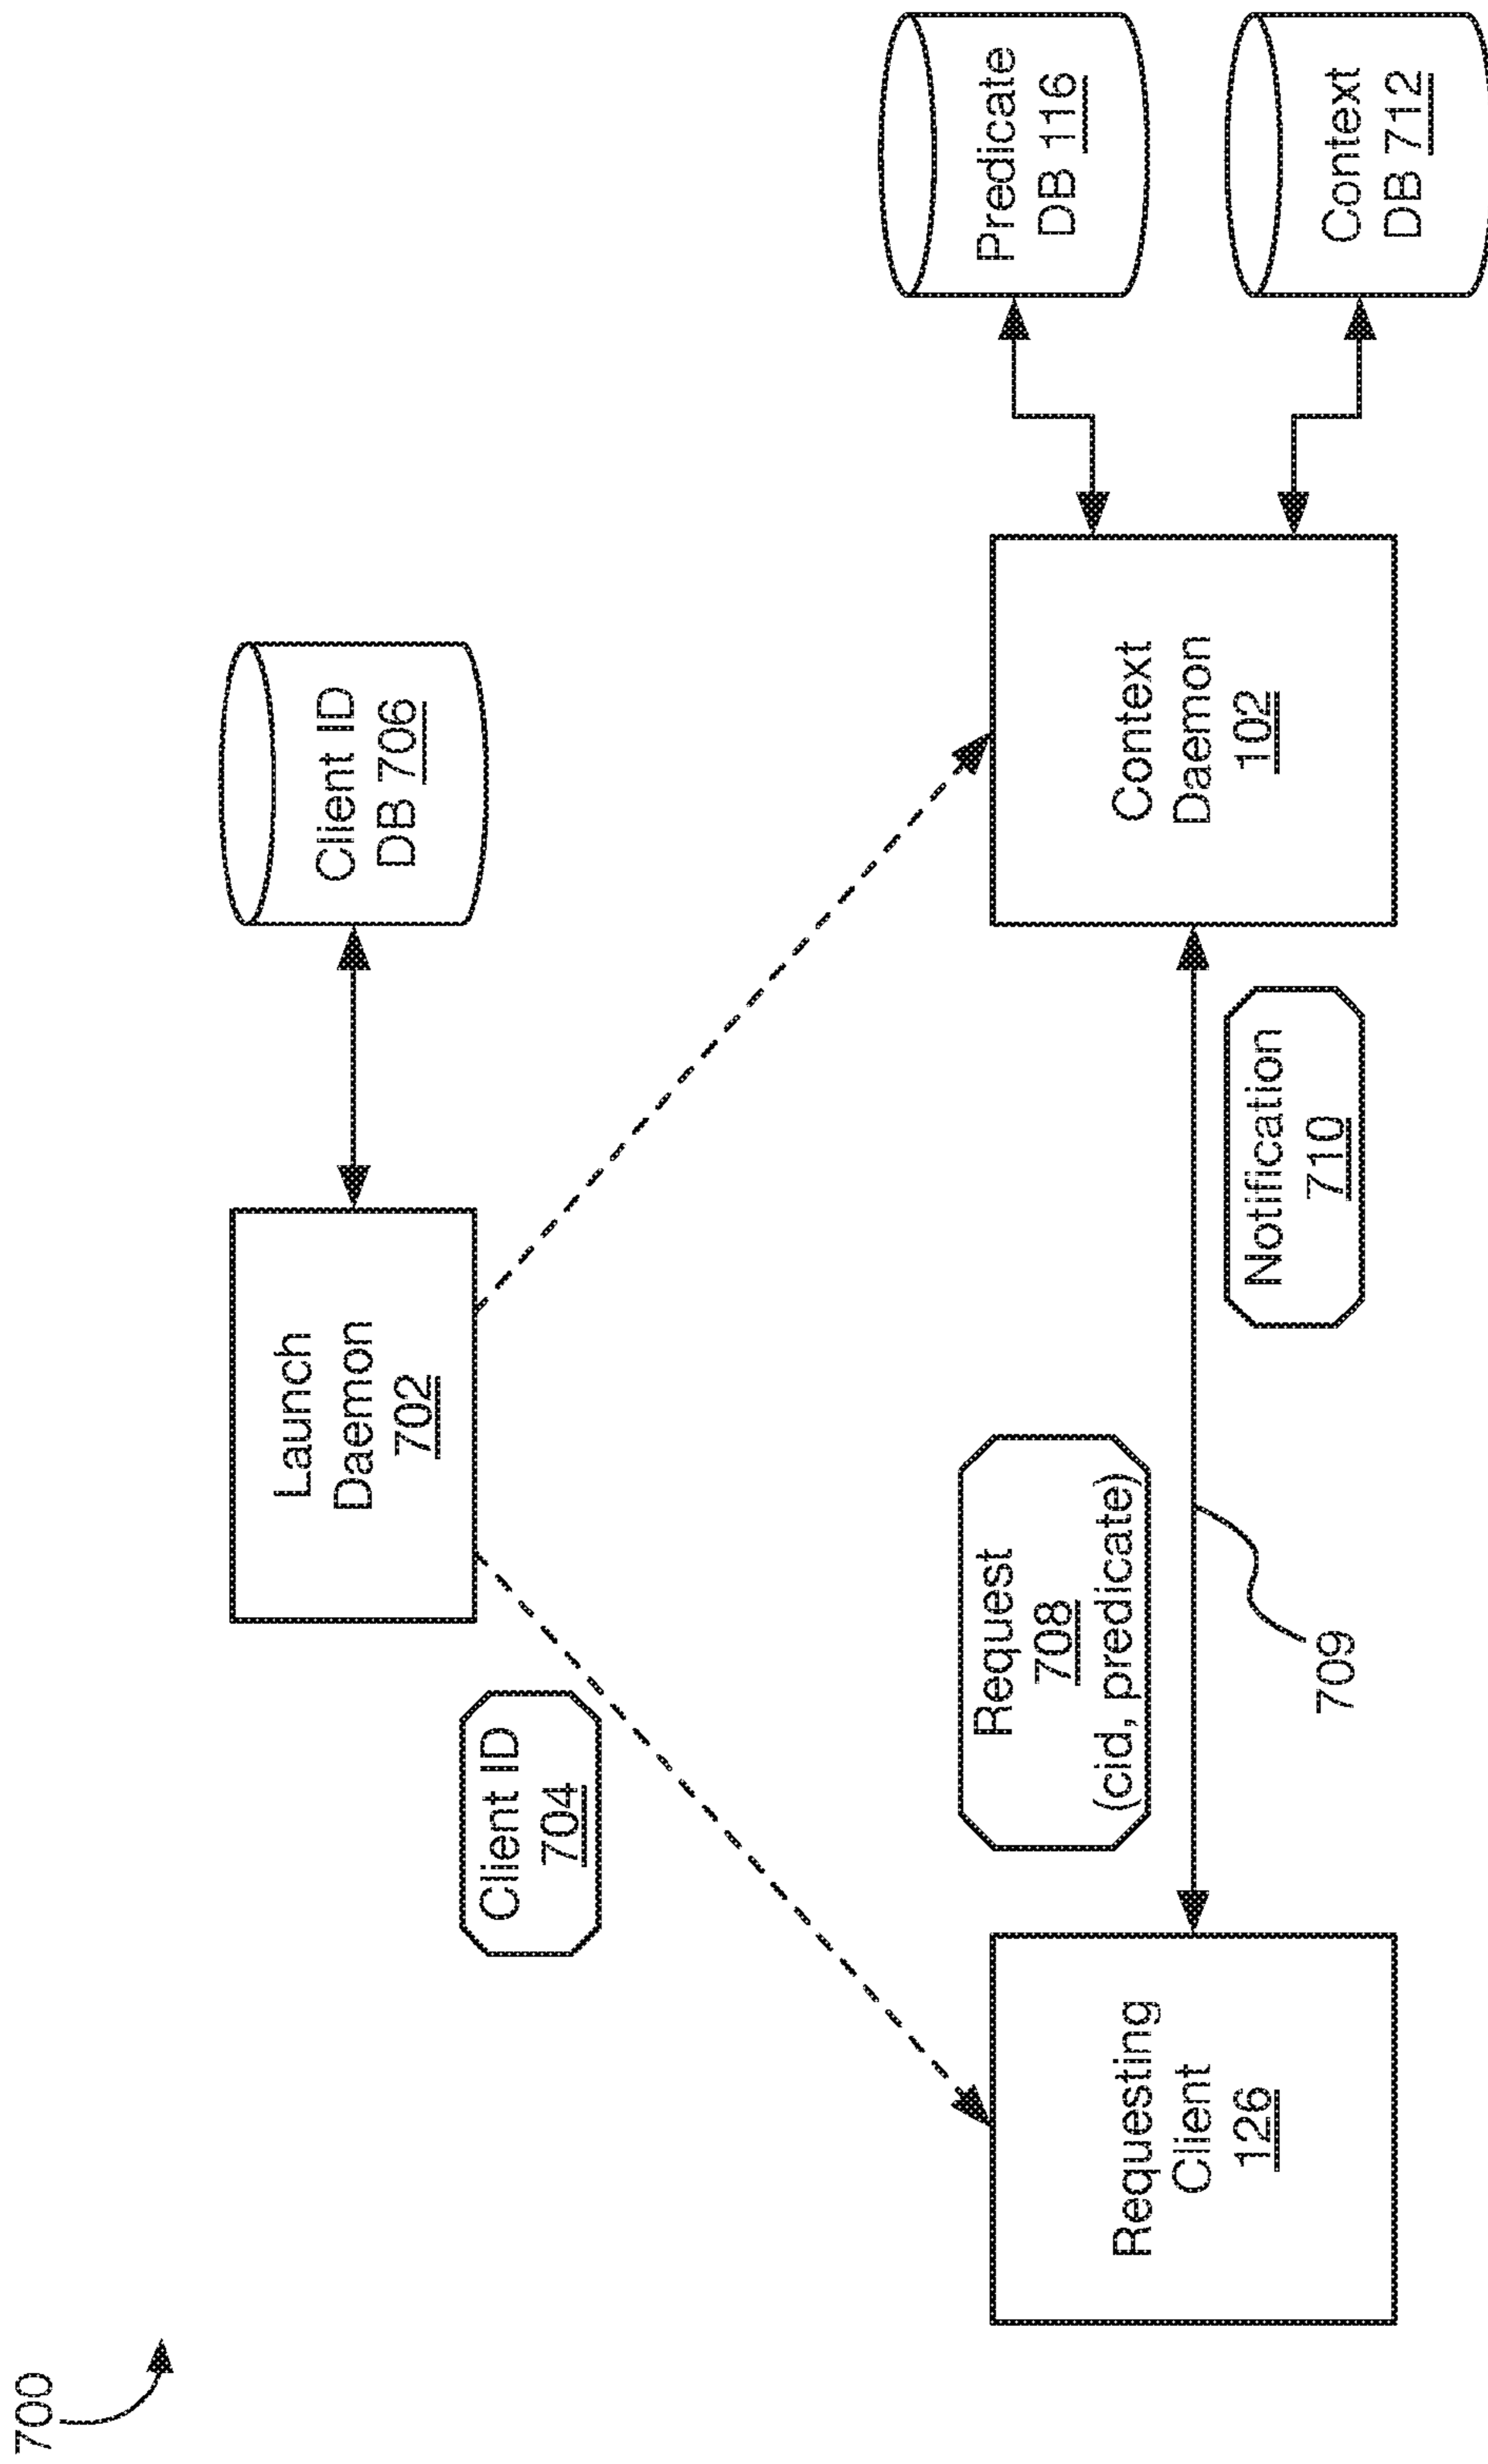 700
Launch
Daemon
702
Client ID
DB 706
Client ID
704
Request
708
(cid, predicate)
709
Notification
710
Requesting
Client
126
Context
Daemon
102
Predicate
DB 116
Context
DB 712